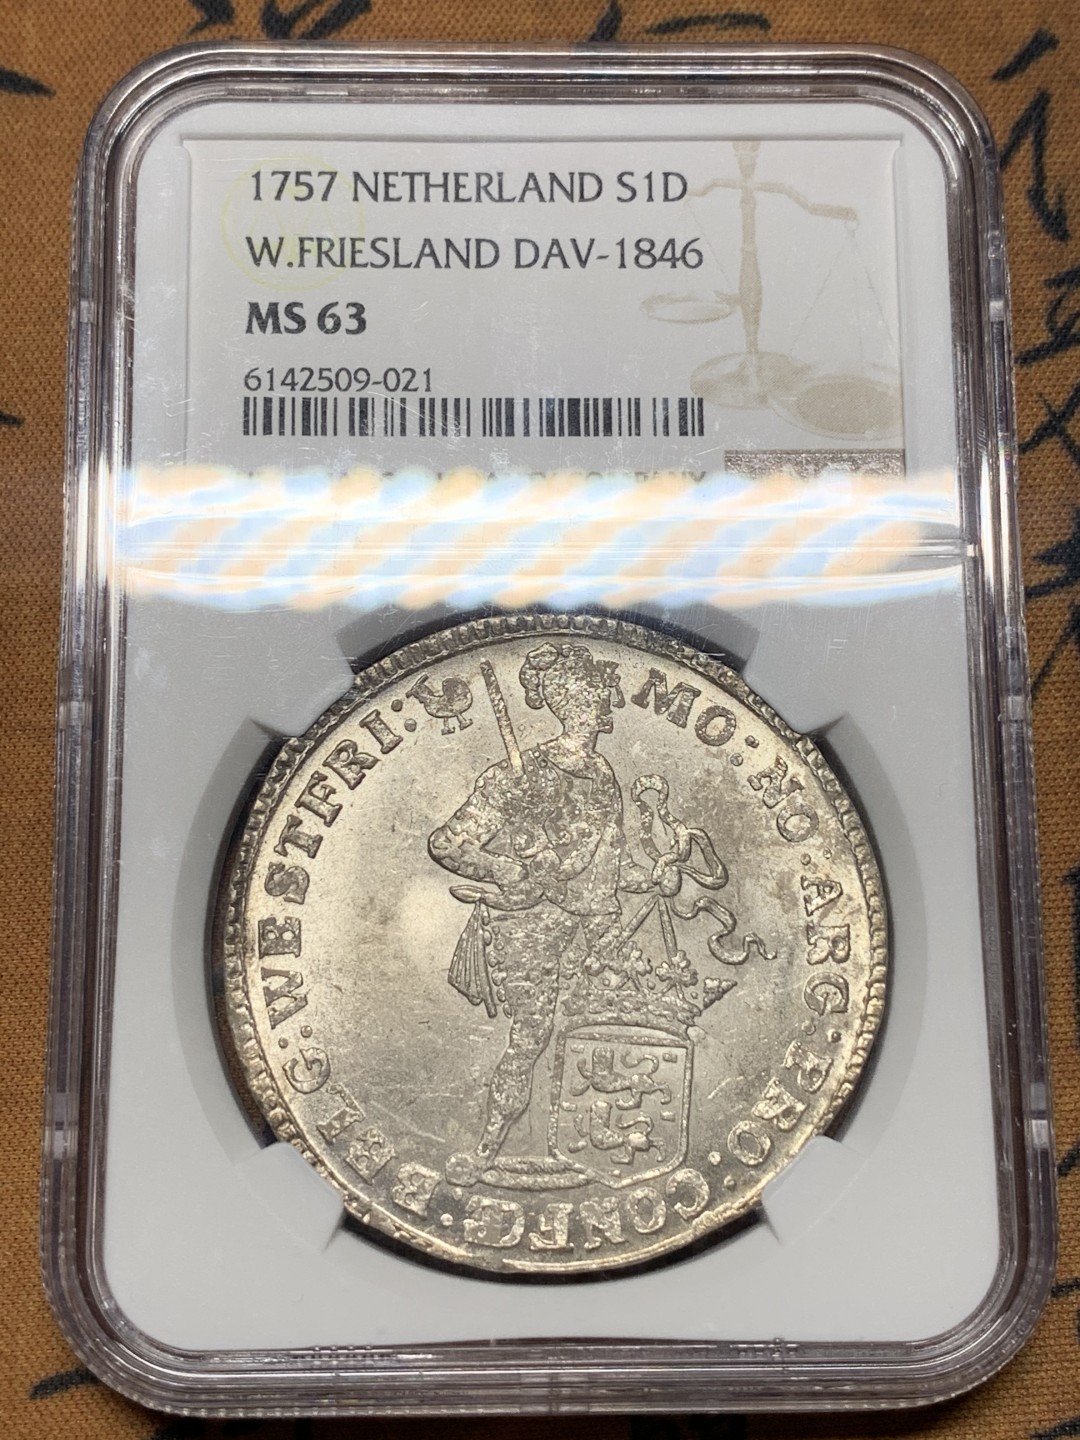 1757 NETHERLAND S1D
W.FRIESLAND DAV-1846
MS 63
6142509-021
MO: NO: ARG: PRO: CONFŒ: BELG: WESTFRI: